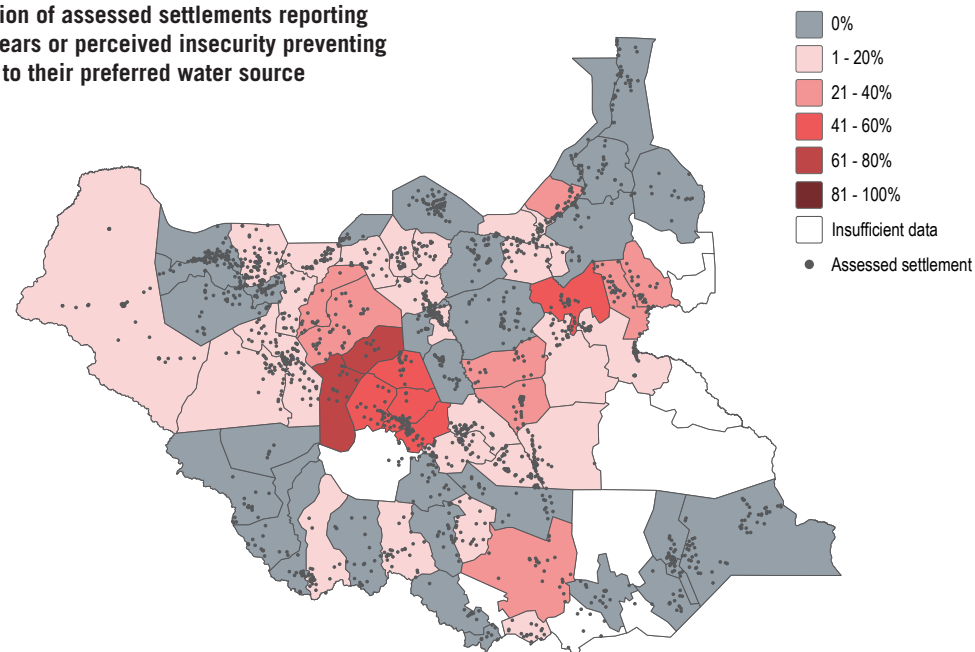 ion of assessed settlements reporting
ears or perceived insecurity preventing
to their preferred water source
0%
1 - 20%
21 - 40%
41 - 60%
61 - 80%
81 - 100%
Insufficient data
Assessed settlement